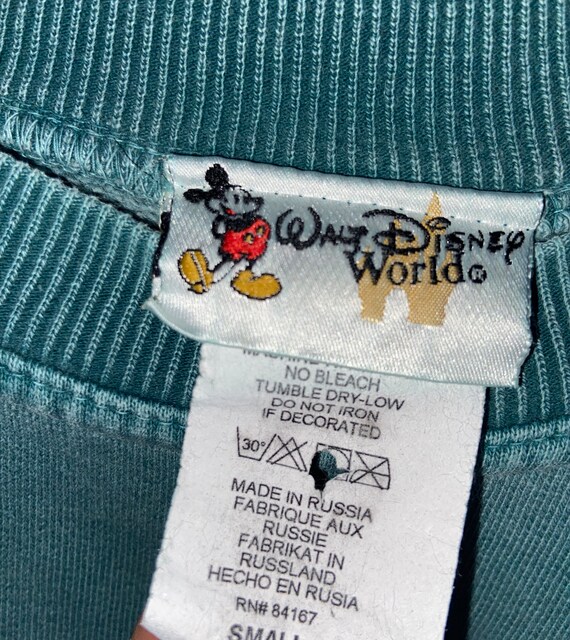 WALT DISNEY
World®
NO BLEACH
TUMBLE DRY-LOW
DO NOT IRON
IF DECORATED
30°
MADE IN RUSSIA
FABRIQUE AUX
RUSSIE
FABRIKAT IN
RUSSLAND
HECHO EN RUSIA
RN# 84167
SMALL